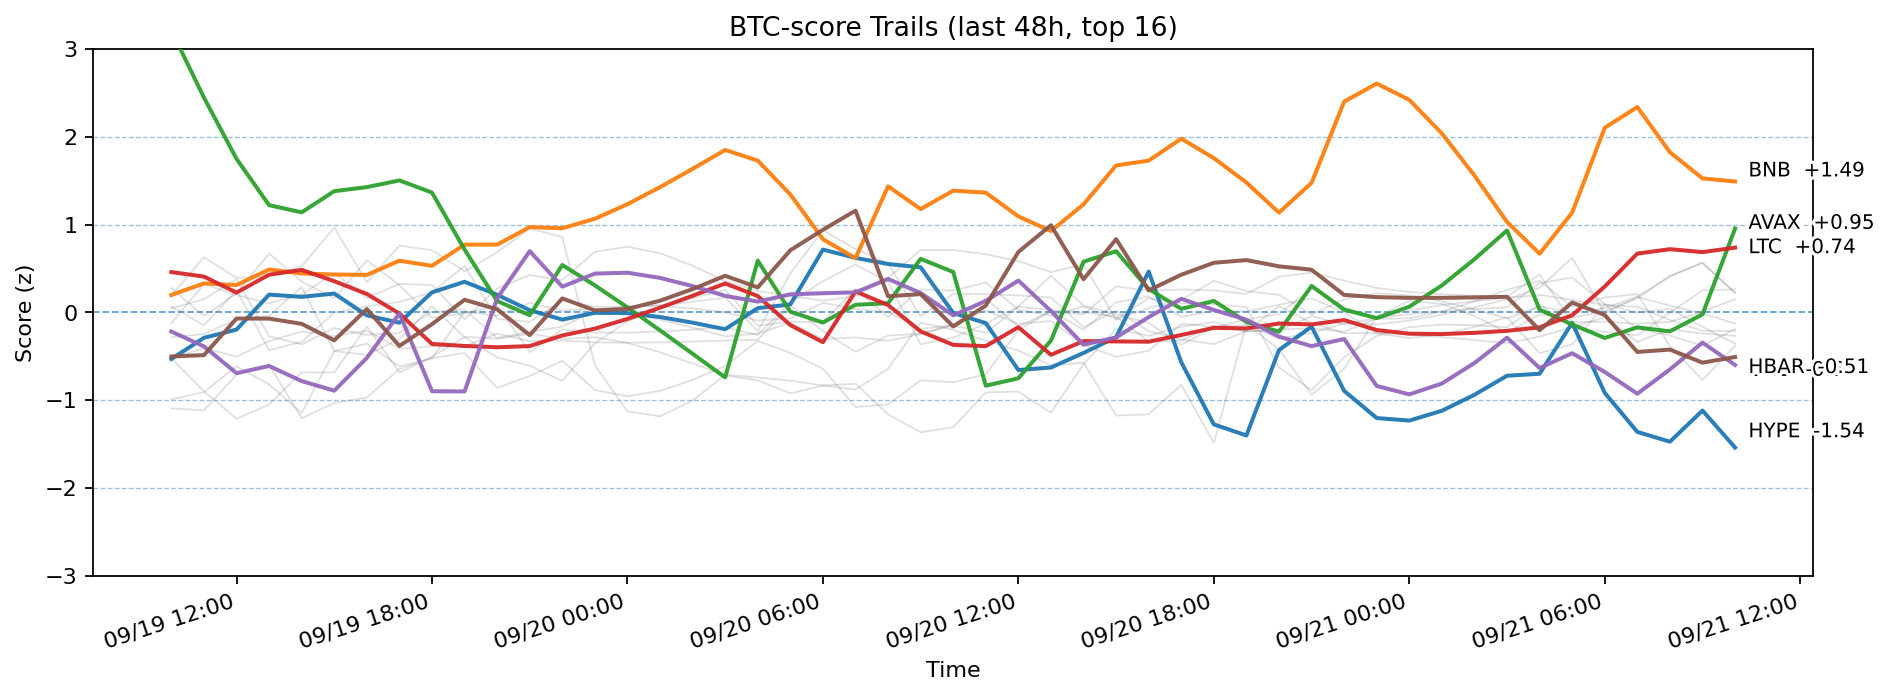 BTC-score Trails (last 48h, top 16)
Score (z)
3
2
1
0
−1
−2
−3
BNB +1.49
AVAX +0.95
LTC +0.74
HBAR -0.51
HYPE -1.54
09/19 12:00
09/19 18:00
09/20 00:00
09/20 06:00
09/20 12:00
09/20 18:00
09/21 00:00
09/21 06:00
09/21 12:00
Time